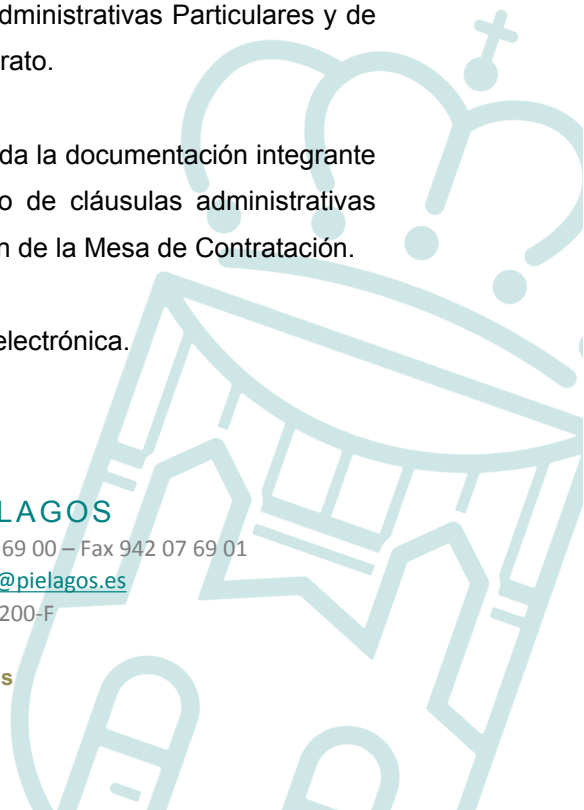 dministrativas Particulares y de
rato.
da la documentación integrante
o de cláusulas administrativas
n de la Mesa de Contratación.
electrónica.
LAGOS
69 00 – Fax 942 07 69 01
@pielagos.es
200-F
s